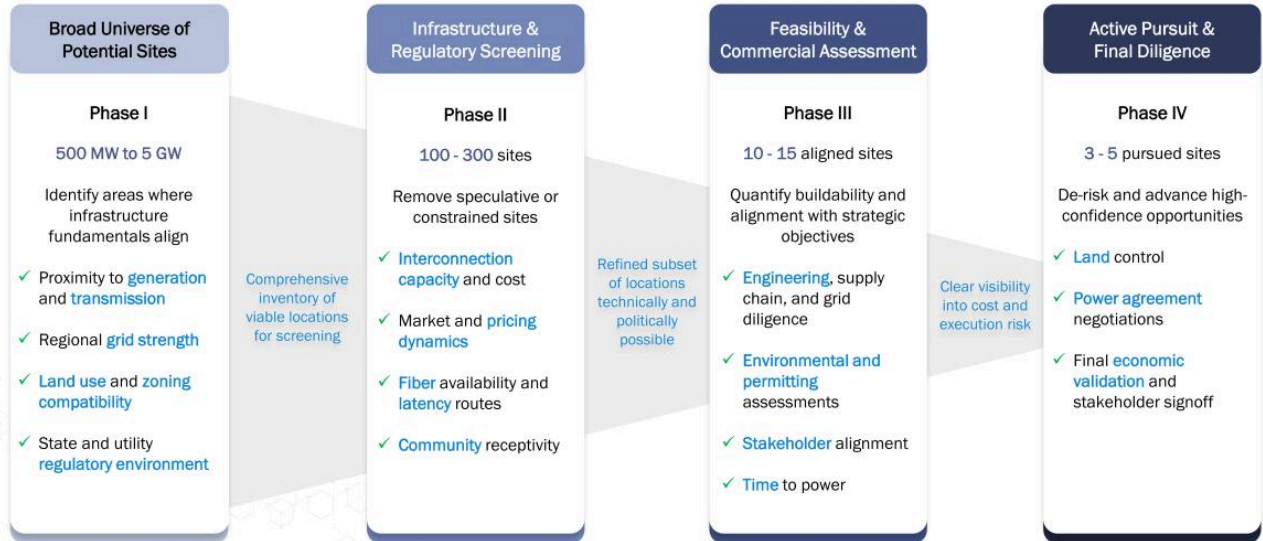 Broad Universe of
Potential Sites
Phase I
500 MW to 5 GW
Identify areas where
infrastructure
fundamentals align
✓ Proximity to generation
and transmission
✓ Regional grid strength
✓ Land use and zoning
compatibility
✓ State and utility
regulatory environment
Comprehensive
inventory of
viable locations
for screening
Infrastructure &
Regulatory Screening
Phase II
100 - 300 sites
Remove speculative or
constrained sites
✓ Interconnection
capacity and cost
✓ Market and pricing
dynamics
✓ Fiber availability and
latency routes
✓ Community receptivity
Refined subset
of locations
technically and
politically
possible
Feasibility &
Commercial Assessment
Phase III
10 - 15 aligned sites
Quantify buildability and
alignment with strategic
objectives
✓ Engineering, supply
chain, and grid
diligence
✓ Environmental and
permitting
assessments
✓ Stakeholder alignment
✓ Time to power
Clear visibility
into cost and
execution risk
Active Pursuit &
Final Diligence
Phase IV
3 - 5 pursued sites
De-risk and advance high-
confidence opportunities
✓ Land control
✓ Power agreement
negotiations
✓ Final economic
validation and
stakeholder signoff